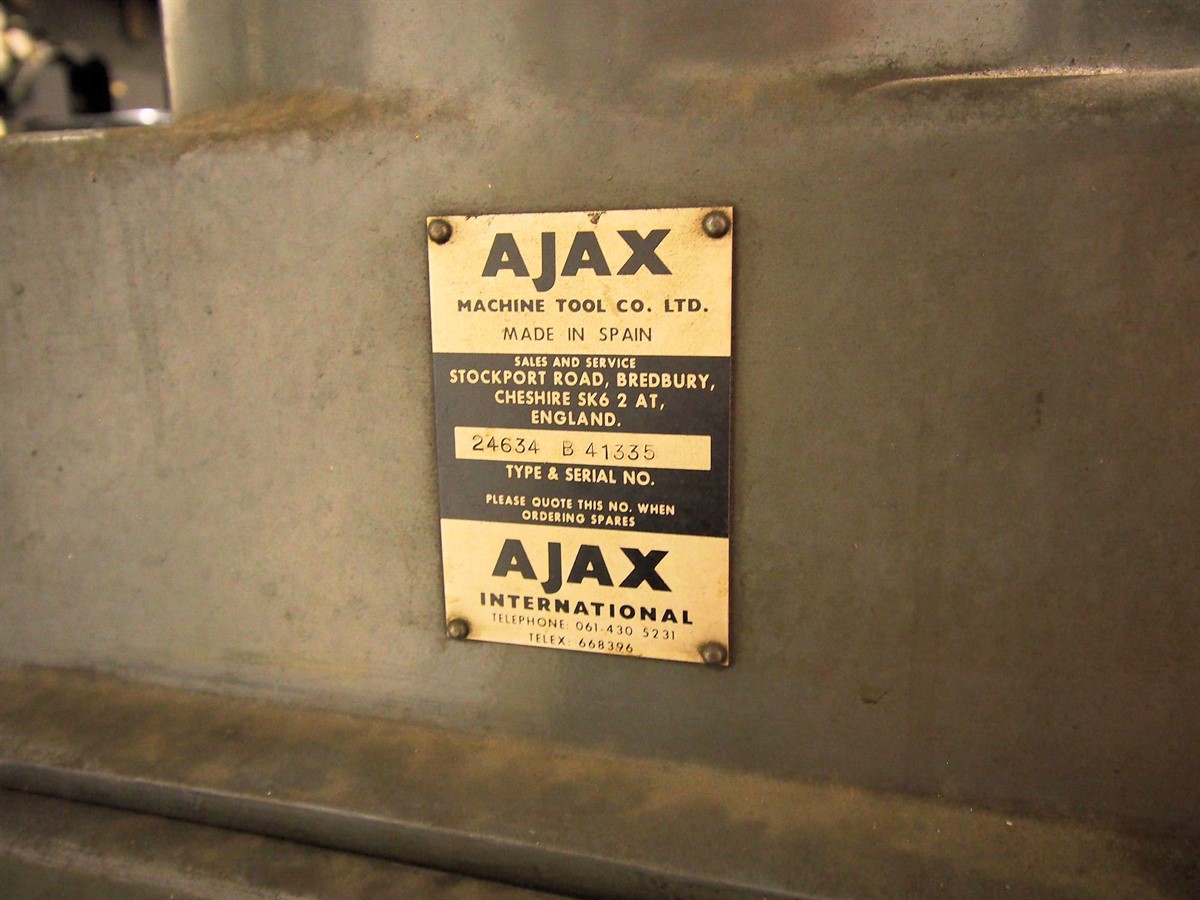 AJAX
MACHINE TOOL CO. LTD.
MADE IN SPAIN
SALES AND SERVICE
STOCKPORT ROAD, BREDBURY,
CHESHIRE SK6 2 AT,
ENGLAND.
24634 B 41335
TYPE & SERIAL NO.
PLEASE QUOTE THIS NO. WHEN
ORDERING SPARES
AJAX
INTERNATIONAL
TELEPHONE: 061-430 5231
TELEX: 668396